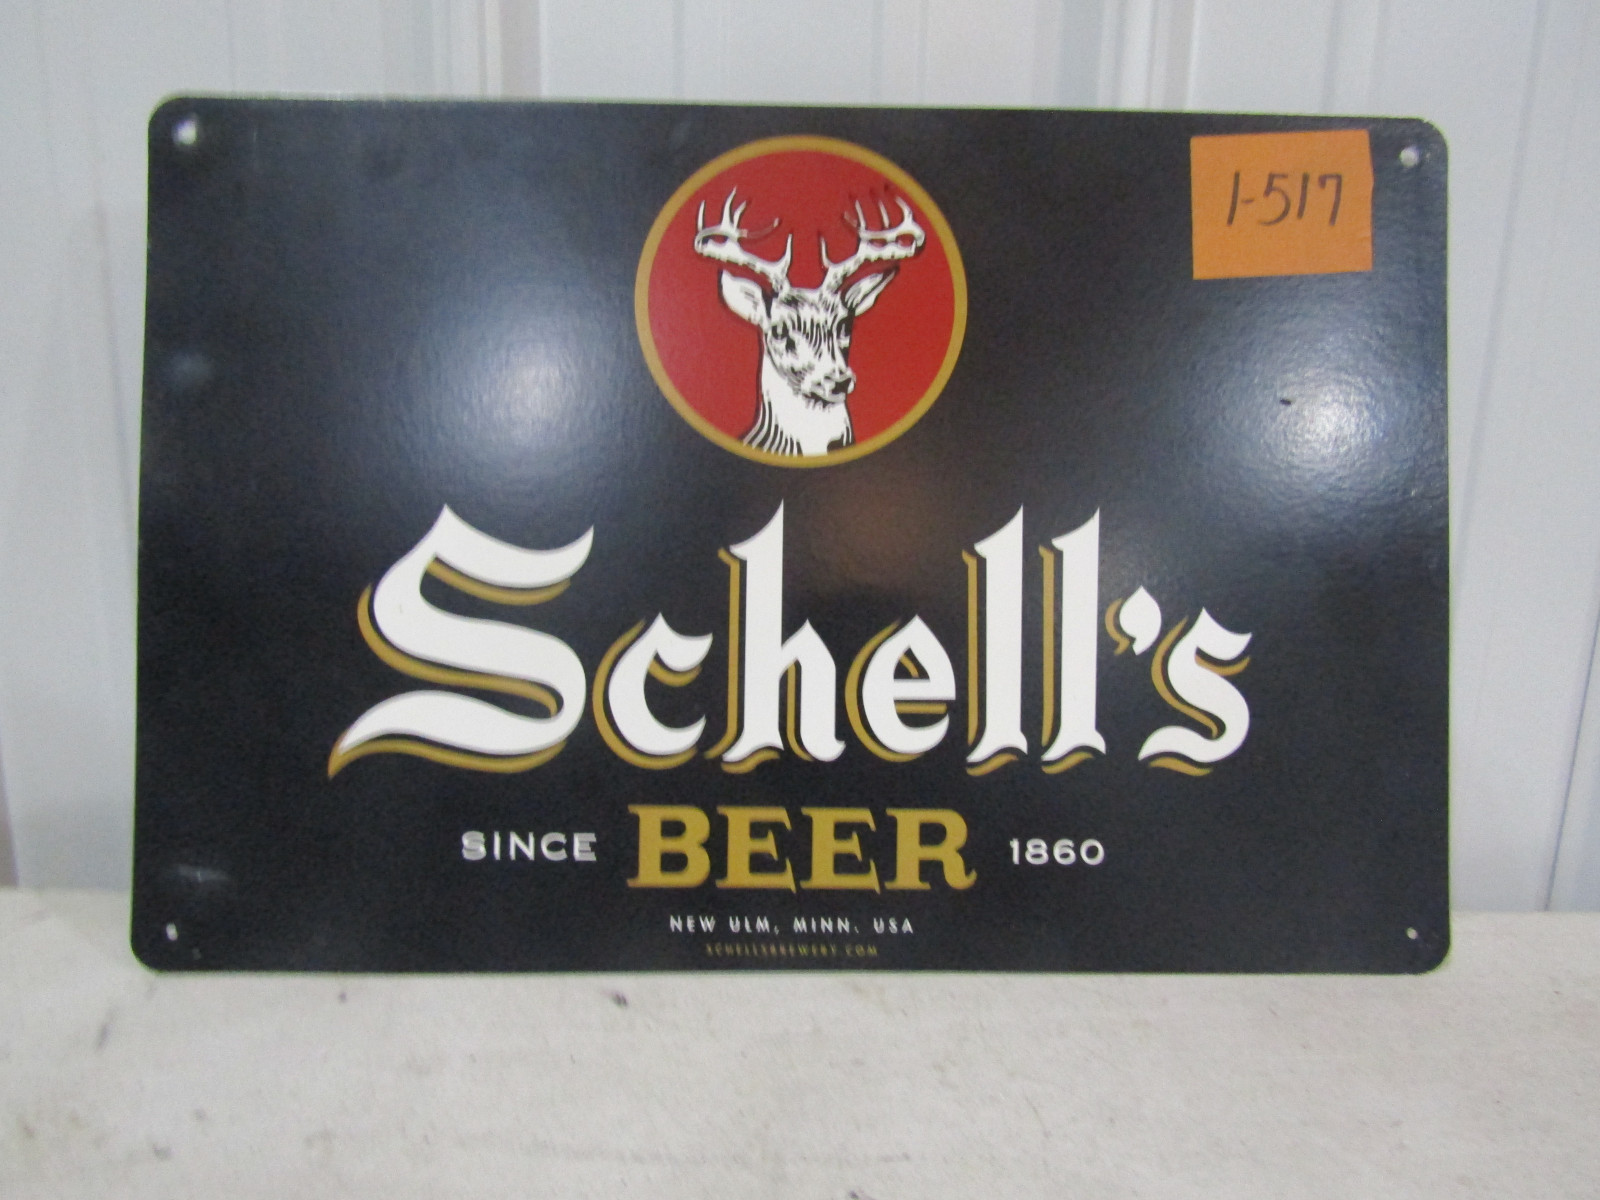 1-517
Schell's
SINCE BEER 1860
NEW ULM, MINN. USA
SCHELLSBREWERY.COM